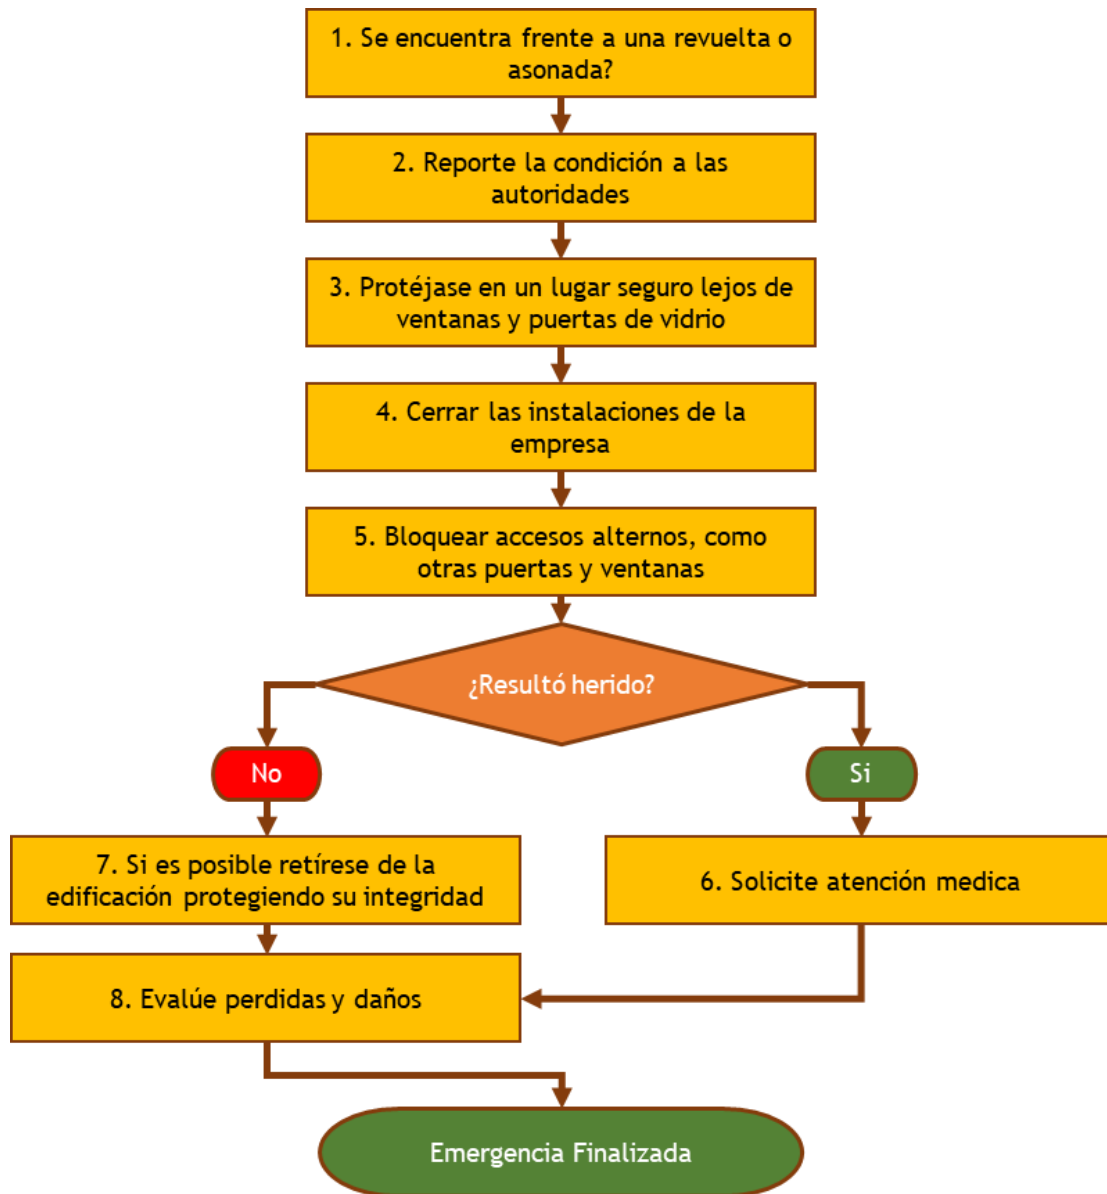 1. Se encuentra frente a una revuelta o
asonada?
2. Reporte la condición a las
autoridades
3. Protéjase en un lugar seguro lejos de
ventanas y puertas de vidrio
4. Cerrar las instalaciones de la
empresa
5. Bloquear accesos alternos, como
otras puertas y ventanas
¿Resultó herido?
No
Si
7. Si es posible retírese de la
edificación protegiendo su integridad
6. Solicite atención medica
8. Evalúe perdidas y daños
Emergencia Finalizada